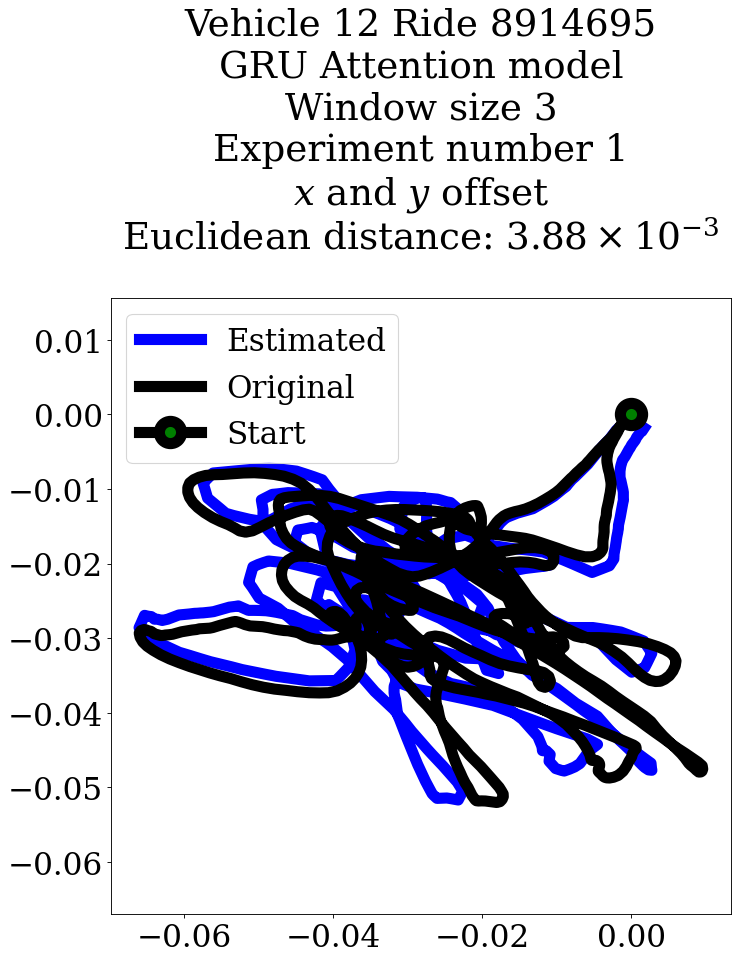 Vehicle 12 Ride 8914695
GRU Attention model
Window size 3
Experiment number 1
x and y offset
Euclidean distance: 3.88 × 10⁻³
Estimated
Original
Start
0.01
0.00
−0.01
−0.02
−0.03
−0.04
−0.05
−0.06
−0.06 −0.04 −0.02 0.00